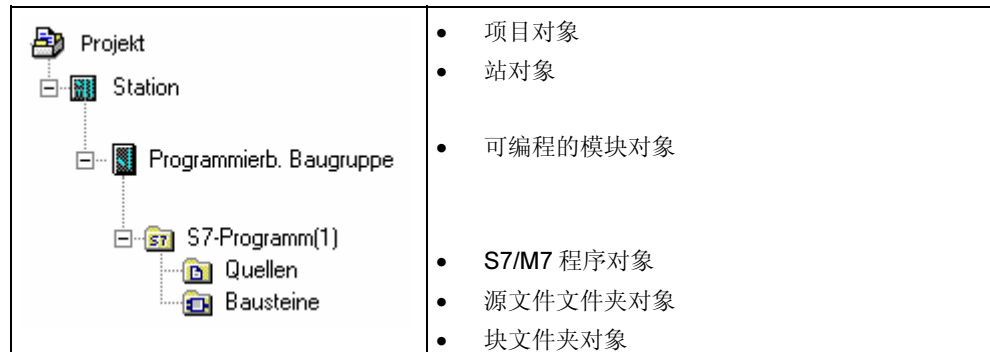 Projekt
Station
Programmierb. Baugruppe
S7-Programm(1)
Quellen
Bausteine
• 项目对象
• 站对象
• 可编程的模块对象
• S7/M7 程序对象
• 源文件文件夹对象
• 块文件夹对象